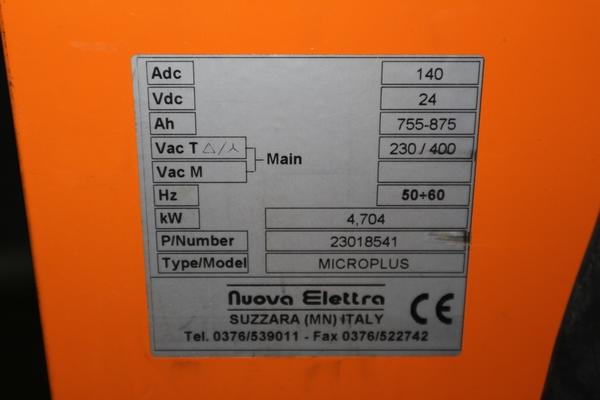 Adc 140
Vdc 24
Ah 755-875
Vac T △/⅄ 230 / 400
Main
Vac M
Hz 50÷60
kW 4,704
P/Number 23018541
Type/Model MICROPLUS
Nuova Elettra
SUZZARA (MN) ITALY CE
Tel. 0376/539011 - Fax 0376/522742